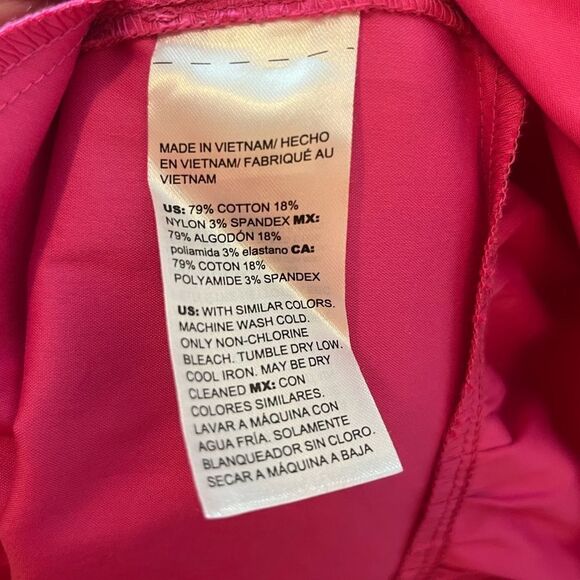 MADE IN VIETNAM/ HECHO
EN VIETNAM/ FABRIQUÉ AU
VIETNAM
US: 79% COTTON 18%
NYLON 3% SPANDEX MX:
79% ALGODÓN 18%
poliamida 3% elastano CA:
79% COTON 18%
POLYAMIDE 3% SPANDEX
US: WITH SIMILAR COLORS.
MACHINE WASH COLD.
ONLY NON-CHLORINE
BLEACH. TUMBLE DRY LOW.
COOL IRON. MAY BE DRY
CLEANED MX: CON
COLORES SIMILARES.
LAVAR A MÁQUINA CON
AGUA FRÍA. SOLAMENTE
BLANQUEADOR SIN CLORO.
SECAR A MÁQUINA A BAJA